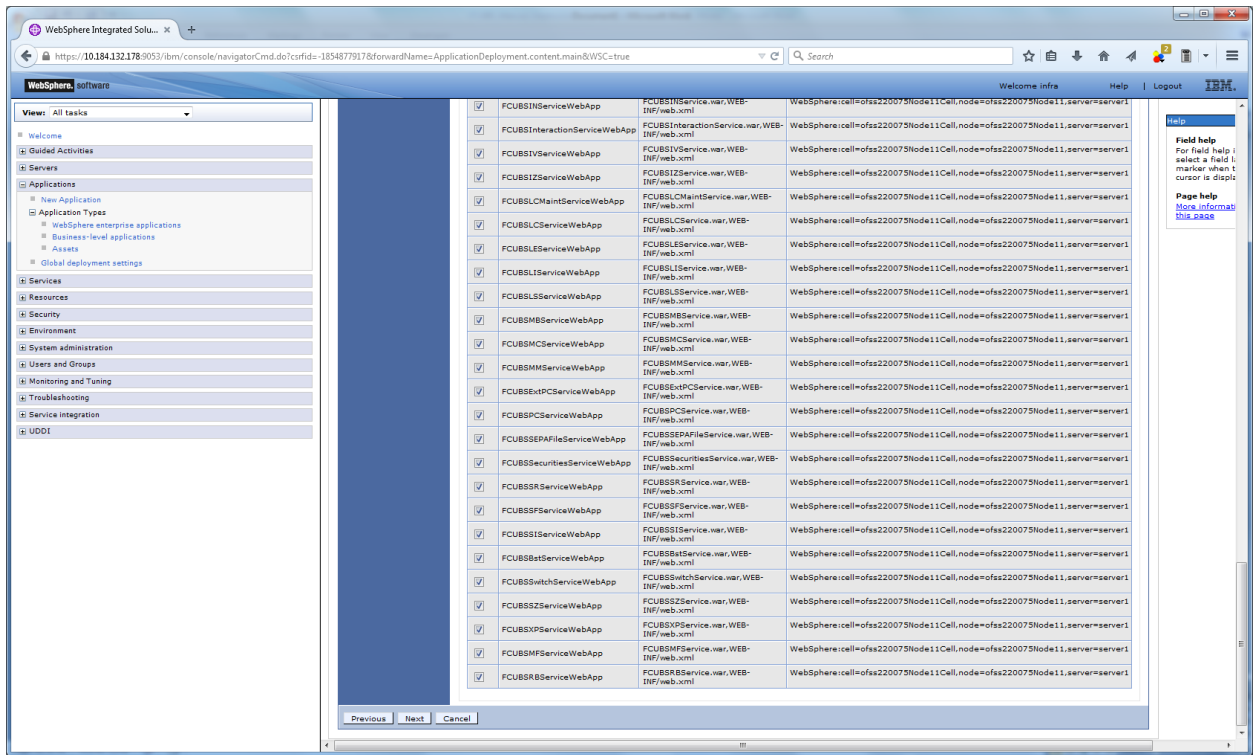 WebSphere Integrated Solu... × +
https://10.184.132.178:9053/ibm/console/navigatorCmd.do?csrfid=-1854877917&forwardName=ApplicationDeployment.content.main&WSC=true
Search
2
WebSphere. software
Welcome infra Help | Logout IBM.
View: All tasks
Welcome
Guided Activities
Servers
Applications
New Application
Application Types
WebSphere enterprise applications
Business-level applications
Assets
Global deployment settings
Services
Resources
Security
Environment
System administration
Users and Groups
Monitoring and Tuning
Troubleshooting
Service integration
UDDI
FCUBSINServiceWebApp FCUBSINService.war,WEB- WebSphere:cell=ofss220075Node11Cell,node=ofss220075Node11,server=server1
INF/web.xml
FCUBSInteractionServiceWebApp FCUBSInteractionService.war,WEB- WebSphere:cell=ofss220075Node11Cell,node=ofss220075Node11,server=server1
INF/web.xml
FCUBSIVServiceWebApp FCUBSIVService.war,WEB- WebSphere:cell=ofss220075Node11Cell,node=ofss220075Node11,server=server1
INF/web.xml
FCUBSIZServiceWebApp FCUBSIZService.war,WEB- WebSphere:cell=ofss220075Node11Cell,node=ofss220075Node11,server=server1
INF/web.xml
FCUBSLCMaintServiceWebApp FCUBSLCMaintService.war,WEB- WebSphere:cell=ofss220075Node11Cell,node=ofss220075Node11,server=server1
INF/web.xml
FCUBSLCServiceWebApp FCUBSLCService.war,WEB- WebSphere:cell=ofss220075Node11Cell,node=ofss220075Node11,server=server1
INF/web.xml
FCUBSLEServiceWebApp FCUBSLEService.war,WEB- WebSphere:cell=ofss220075Node11Cell,node=ofss220075Node11,server=server1
INF/web.xml
FCUBSLIServiceWebApp FCUBSLIService.war,WEB- WebSphere:cell=ofss220075Node11Cell,node=ofss220075Node11,server=server1
INF/web.xml
FCUBSLSServiceWebApp FCUBSLSService.war,WEB- WebSphere:cell=ofss220075Node11Cell,node=ofss220075Node11,server=server1
INF/web.xml
FCUBSMBServiceWebApp FCUBSMBService.war,WEB- WebSphere:cell=ofss220075Node11Cell,node=ofss220075Node11,server=server1
INF/web.xml
FCUBSMCServiceWebApp FCUBSMCService.war,WEB- WebSphere:cell=ofss220075Node11Cell,node=ofss220075Node11,server=server1
INF/web.xml
FCUBSMMServiceWebApp FCUBSMMService.war,WEB- WebSphere:cell=ofss220075Node11Cell,node=ofss220075Node11,server=server1
INF/web.xml
FCUBSExtPCServiceWebApp FCUBSExtPCService.war,WEB- WebSphere:cell=ofss220075Node11Cell,node=ofss220075Node11,server=server1
INF/web.xml
FCUBSPCServiceWebApp FCUBSPCService.war,WEB- WebSphere:cell=ofss220075Node11Cell,node=ofss220075Node11,server=server1
INF/web.xml
FCUBSSEPAFileServiceWebApp FCUBSSEPAFileService.war,WEB- WebSphere:cell=ofss220075Node11Cell,node=ofss220075Node11,server=server1
INF/web.xml
FCUBSSecuritiesServiceWebApp FCUBSSecuritiesService.war,WEB- WebSphere:cell=ofss220075Node11Cell,node=ofss220075Node11,server=server1
INF/web.xml
FCUBSSRServiceWebApp FCUBSSRService.war,WEB- WebSphere:cell=ofss220075Node11Cell,node=ofss220075Node11,server=server1
INF/web.xml
FCUBSSFServiceWebApp FCUBSSFService.war,WEB- WebSphere:cell=ofss220075Node11Cell,node=ofss220075Node11,server=server1
INF/web.xml
FCUBSSIServiceWebApp FCUBSSIService.war,WEB- WebSphere:cell=ofss220075Node11Cell,node=ofss220075Node11,server=server1
INF/web.xml
FCUBSBstServiceWebApp FCUBSBstService.war,WEB- WebSphere:cell=ofss220075Node11Cell,node=ofss220075Node11,server=server1
INF/web.xml
FCUBSSwitchServiceWebApp FCUBSSwitchService.war,WEB- WebSphere:cell=ofss220075Node11Cell,node=ofss220075Node11,server=server1
INF/web.xml
FCUBSSZServiceWebApp FCUBSSZService.war,WEB- WebSphere:cell=ofss220075Node11Cell,node=ofss220075Node11,server=server1
INF/web.xml
FCUBSXPServiceWebApp FCUBSXPService.war,WEB- WebSphere:cell=ofss220075Node11Cell,node=ofss220075Node11,server=server1
INF/web.xml
FCUBSMFServiceWebApp FCUBSMFService.war,WEB- WebSphere:cell=ofss220075Node11Cell,node=ofss220075Node11,server=server1
INF/web.xml
FCUBSRBServiceWebApp FCUBSRBService.war,WEB- WebSphere:cell=ofss220075Node11Cell,node=ofss220075Node11,server=server1
INF/web.xml
Previous Next Cancel
Help
Field help
For field help i
select a field l
marker when t
cursor is displa
Page help
More informati
this page